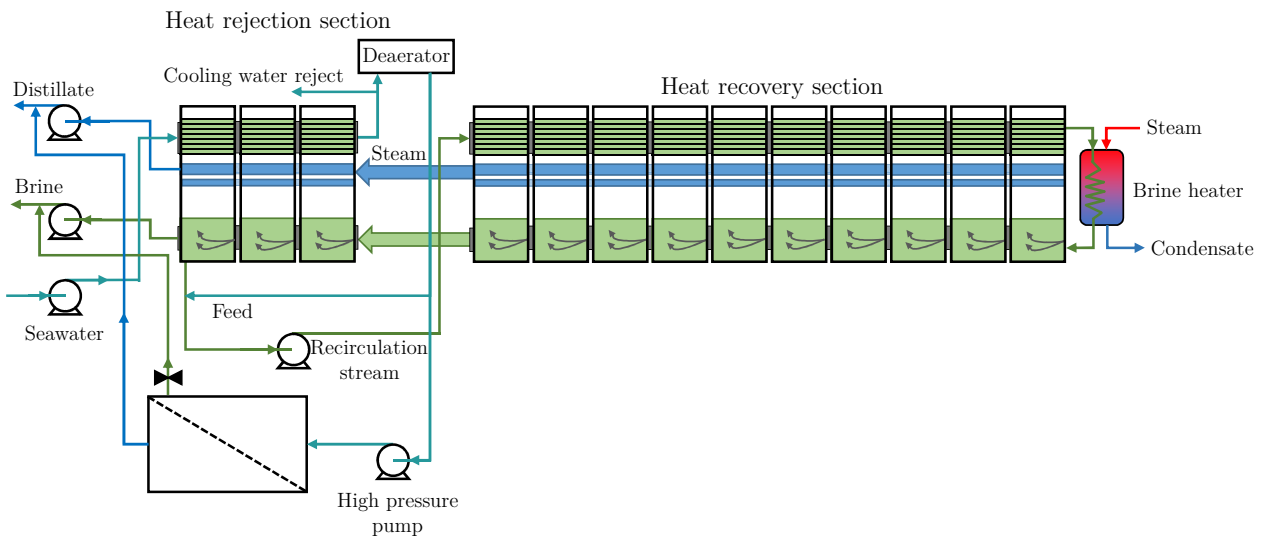 Heat rejection section
Deaerator
Cooling water reject
Heat recovery section
Distillate
Steam
Steam
Brine
Brine heater
Condensate
Feed
Seawater
Recirculation
stream
High pressure
pump